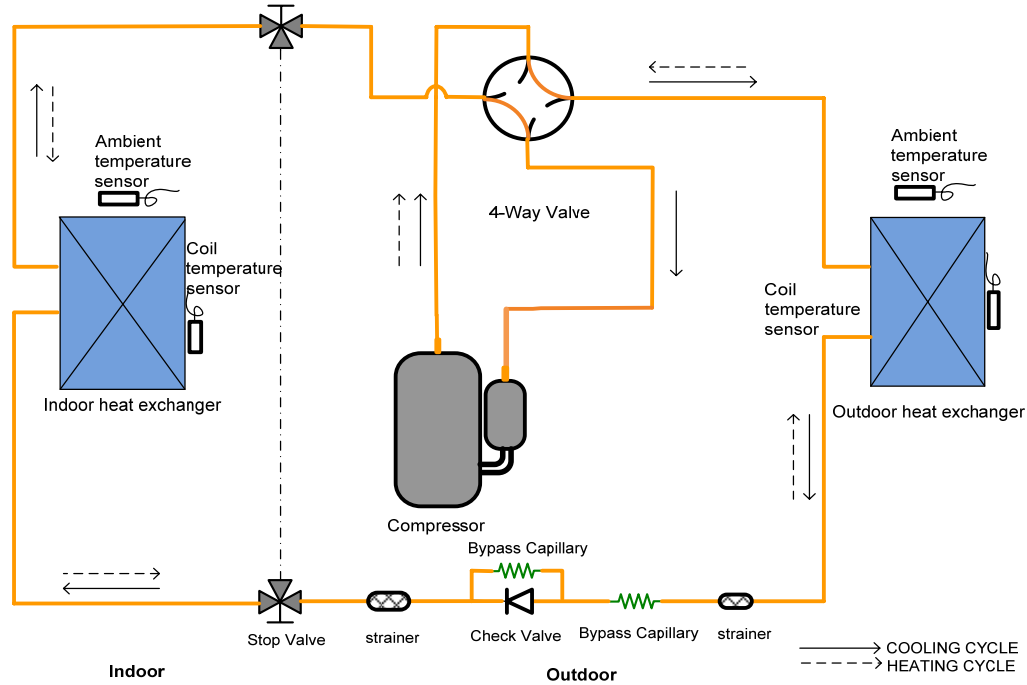 Ambient
temperature
sensor
Ambient
temperature
sensor
4-Way Valve
Coil
temperature
sensor
Coil
temperature
sensor
Indoor heat exchanger
Outdoor heat exchanger
Compressor
Bypass Capillary
Stop Valve
strainer
Check Valve
Bypass Capillary
strainer
COOLING CYCLE
HEATING CYCLE
Indoor
Outdoor